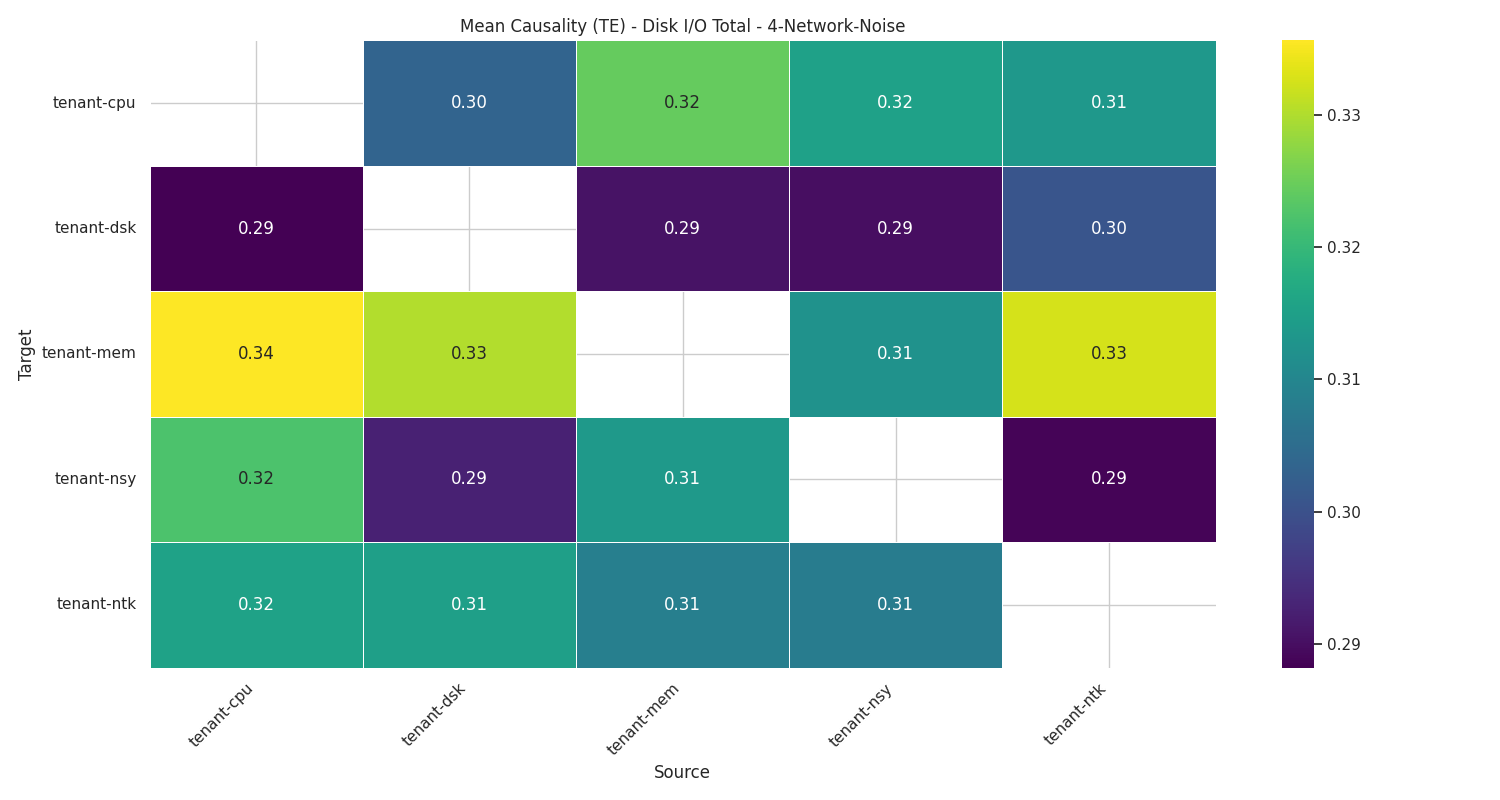 Mean Causality (TE) - Disk I/O Total - 4-Network-Noise
Target
tenant-cpu 0.30 0.32 0.32 0.31
tenant-dsk 0.29 0.29 0.29 0.30
tenant-mem 0.34 0.33 0.31 0.33
tenant-nsy 0.32 0.29 0.31 0.29
tenant-ntk 0.32 0.31 0.31 0.31
tenant-cpu tenant-dsk tenant-mem tenant-nsy tenant-ntk
Source
0.33
0.32
0.31
0.30
0.29